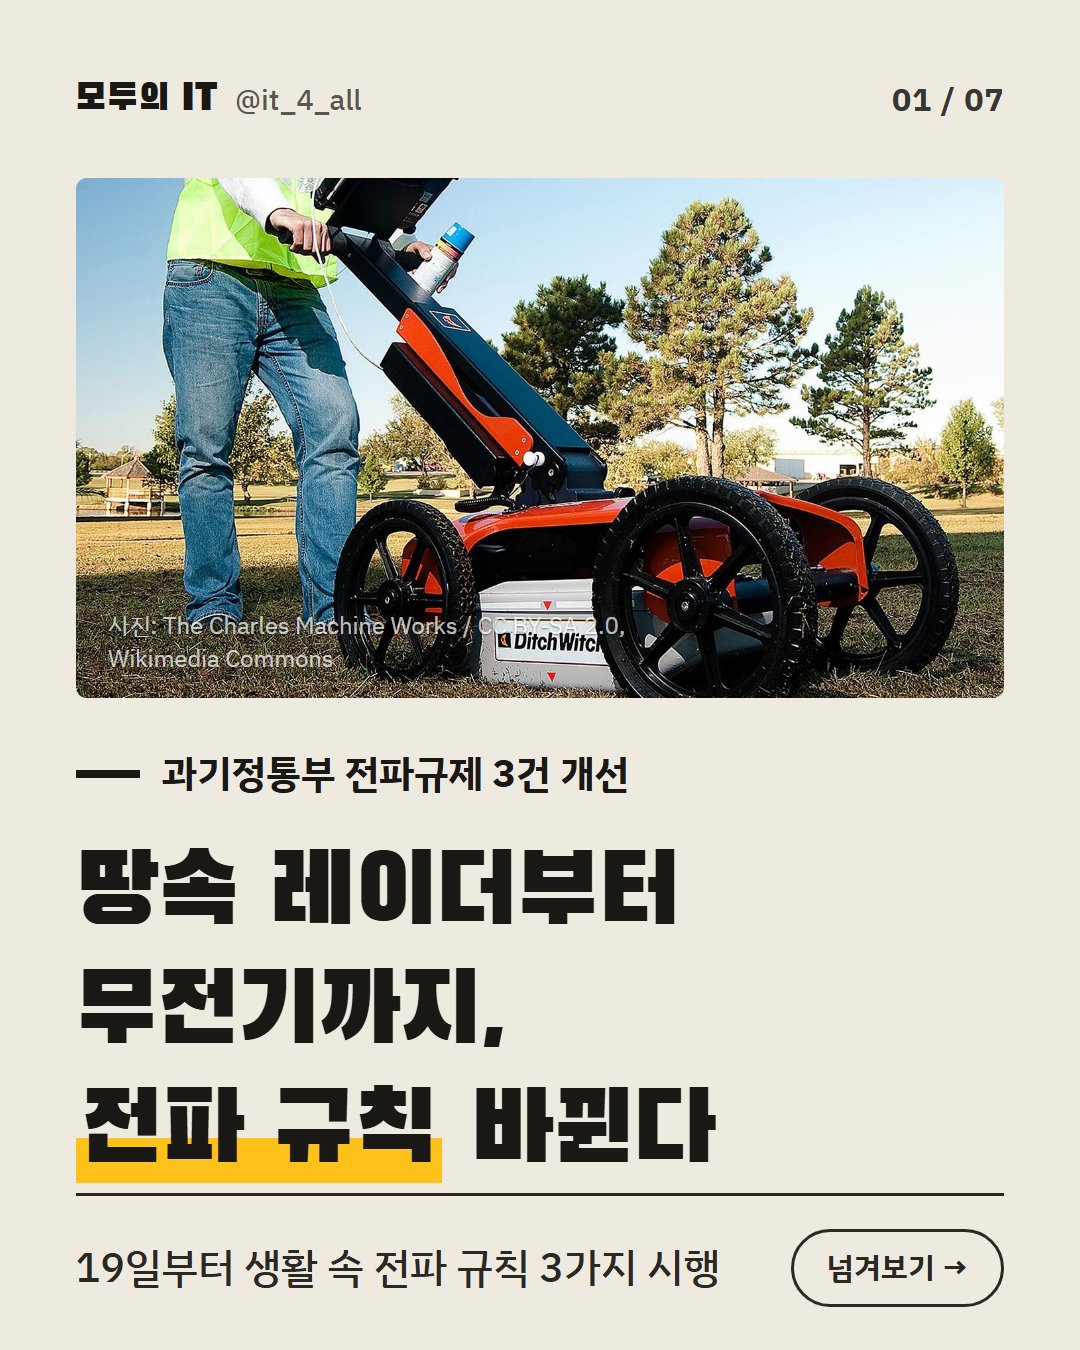 모두의 IT @it_4_all
01 / 07
사진: The Charles Machine Works / CC BY-SA 2.0,
Wikimedia Commons
DitchWitch
과기정통부 전파규제 3건 개선
땅속 레이더부터
무전기까지,
전파 규칙 바뀐다
19일부터 생활 속 전파 규칙 3가지 시행
넘겨보기 →